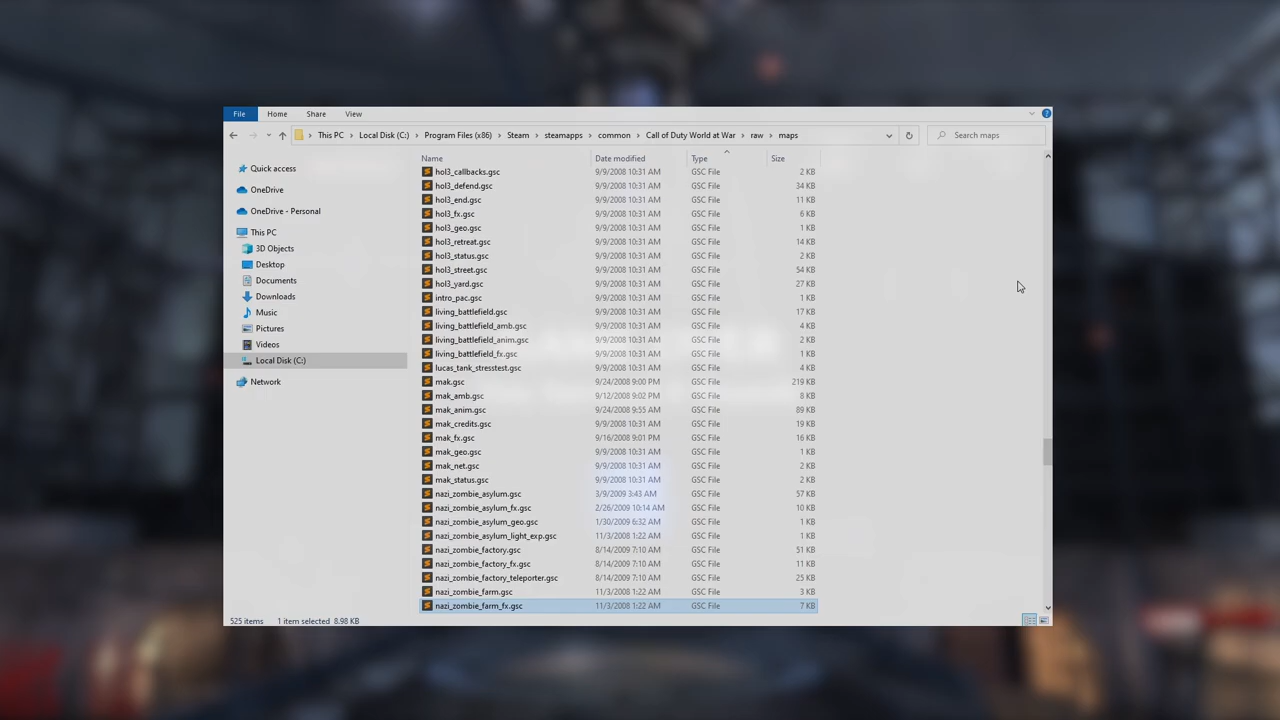 File Home Share View
This PC Local Disk (C:) Program Files (x86) Steam steamapps common Call of Duty World at War raw maps Search maps
Name Date modified Type Size
Quick access
OneDrive
OneDrive - Personal
This PC
3D Objects
Desktop
Documents
Downloads
Music
Pictures
Videos
Local Disk (C:)
Network
hol3_callbacks.gsc 9/9/2008 10:31 AM GSC File 2 KB
hol3_defend.gsc 9/9/2008 10:31 AM GSC File 34 KB
hol3_end.gsc 9/9/2008 10:31 AM GSC File 11 KB
hol3_fx.gsc 9/9/2008 10:31 AM GSC File 6 KB
hol3_geo.gsc 9/9/2008 10:31 AM GSC File 1 KB
hol3_retreat.gsc 9/9/2008 10:31 AM GSC File 14 KB
hol3_status.gsc 9/9/2008 10:31 AM GSC File 2 KB
hol3_street.gsc 9/9/2008 10:31 AM GSC File 54 KB
hol3_yard.gsc 9/9/2008 10:31 AM GSC File 27 KB
intro_pac.gsc 9/9/2008 10:31 AM GSC File 1 KB
living_battlefield.gsc 9/9/2008 10:31 AM GSC File 17 KB
living_battlefield_amb.gsc 9/9/2008 10:31 AM GSC File 4 KB
living_battlefield_anim.gsc 9/9/2008 10:31 AM GSC File 2 KB
living_battlefield_fx.gsc 9/9/2008 10:31 AM GSC File 1 KB
lucas_tank_stresstest.gsc 9/9/2008 10:31 AM GSC File 4 KB
mak.gsc 9/24/2008 9:00 PM GSC File 219 KB
mak_amb.gsc 9/12/2008 9:02 PM GSC File 8 KB
mak_anim.gsc 9/24/2008 9:55 AM GSC File 89 KB
mak_credits.gsc 9/9/2008 10:31 AM GSC File 19 KB
mak_fx.gsc 9/16/2008 9:01 PM GSC File 16 KB
mak_geo.gsc 9/9/2008 10:31 AM GSC File 1 KB
mak_net.gsc 9/9/2008 10:31 AM GSC File 2 KB
mak_status.gsc 9/9/2008 10:31 AM GSC File 2 KB
nazi_zombie_asylum.gsc 3/9/2009 3:43 AM GSC File 57 KB
nazi_zombie_asylum_fx.gsc 2/26/2009 10:14 AM GSC File 10 KB
nazi_zombie_asylum_geo.gsc 1/30/2009 6:32 AM GSC File 1 KB
nazi_zombie_asylum_light_exp.gsc 11/3/2008 1:22 AM GSC File 1 KB
nazi_zombie_factory.gsc 8/14/2009 7:10 AM GSC File 51 KB
nazi_zombie_factory_fx.gsc 8/14/2009 7:10 AM GSC File 11 KB
nazi_zombie_factory_teleporter.gsc 8/14/2009 7:10 AM GSC File 25 KB
nazi_zombie_farm.gsc 11/3/2008 1:22 AM GSC File 3 KB
nazi_zombie_farm_fx.gsc 11/3/2008 1:22 AM GSC File 7 KB
525 items 1 item selected 8.98 KB